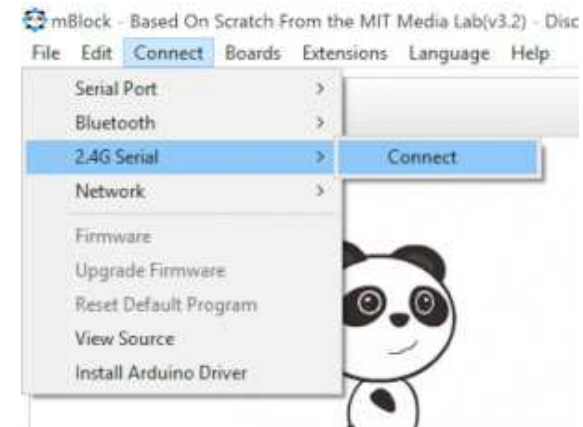 mBlock - Based On Scratch From the MIT Media Lab(v3.2) - Disc
File Edit Connect Boards Extensions Language Help
Serial Port >
Bluetooth >
2.4G Serial > Connect
Network >
Firmware
Upgrade Firmware
Reset Default Program
View Source
Install Arduino Driver